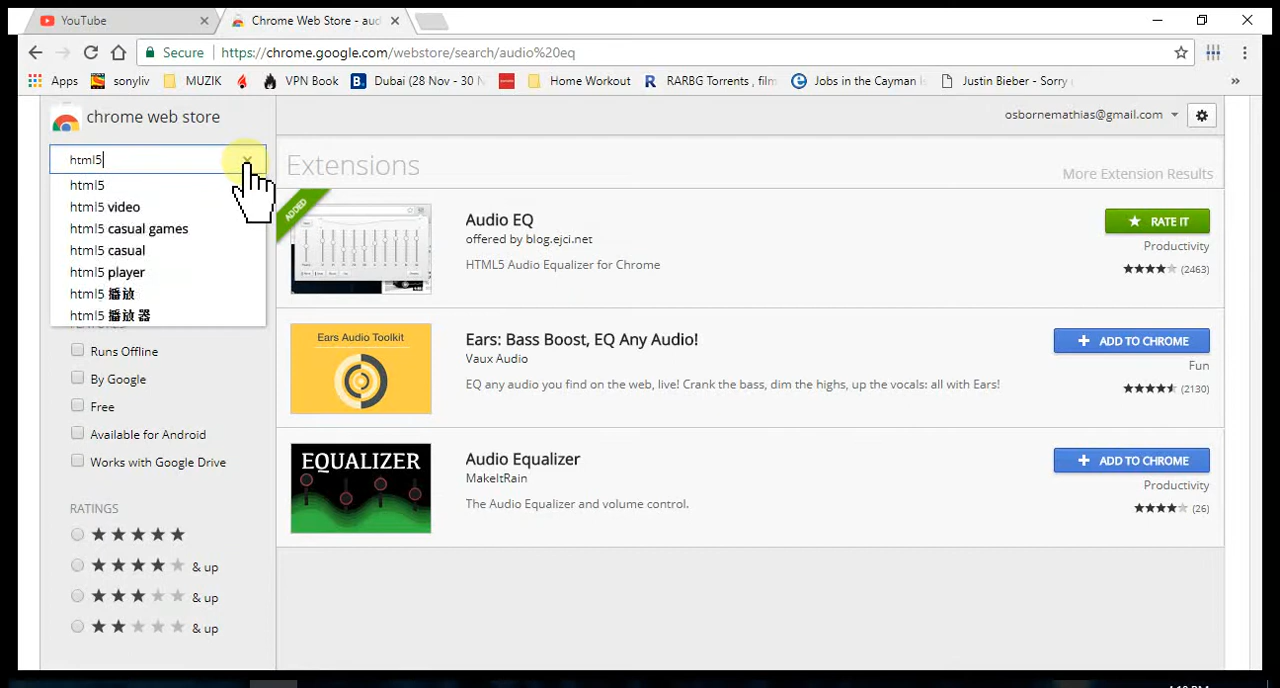 YouTube
Chrome Web Store - aud
Secure
https://chrome.google.com/webstore/search/audio%20eq
Apps
sonyliv
MUZIK
VPN Book
Dubai (28 Nov - 30 N
Home Workout
RARBG Torrents , film
Jobs in the Cayman I
Justin Bieber - Sorry
»
chrome web store
osbornemathias@gmail.com
html5
html5
html5 video
html5 casual games
html5 casual
html5 player
html5 播放
html5 播放器
Runs Offline
By Google
Free
Available for Android
Works with Google Drive
RATINGS
& up
& up
& up
Extensions
More Extension Results
ADDED
Audio EQ
offered by blog.ejci.net
HTML5 Audio Equalizer for Chrome
RATE IT
Productivity
(2463)
Ears Audio Toolkit
Ears: Bass Boost, EQ Any Audio!
Vaux Audio
EQ any audio you find on the web, live! Crank the bass, dim the highs, up the vocals: all with Ears!
+ ADD TO CHROME
Fun
(2130)
EQUALIZER
Audio Equalizer
MakeItRain
The Audio Equalizer and volume control.
+ ADD TO CHROME
Productivity
(26)